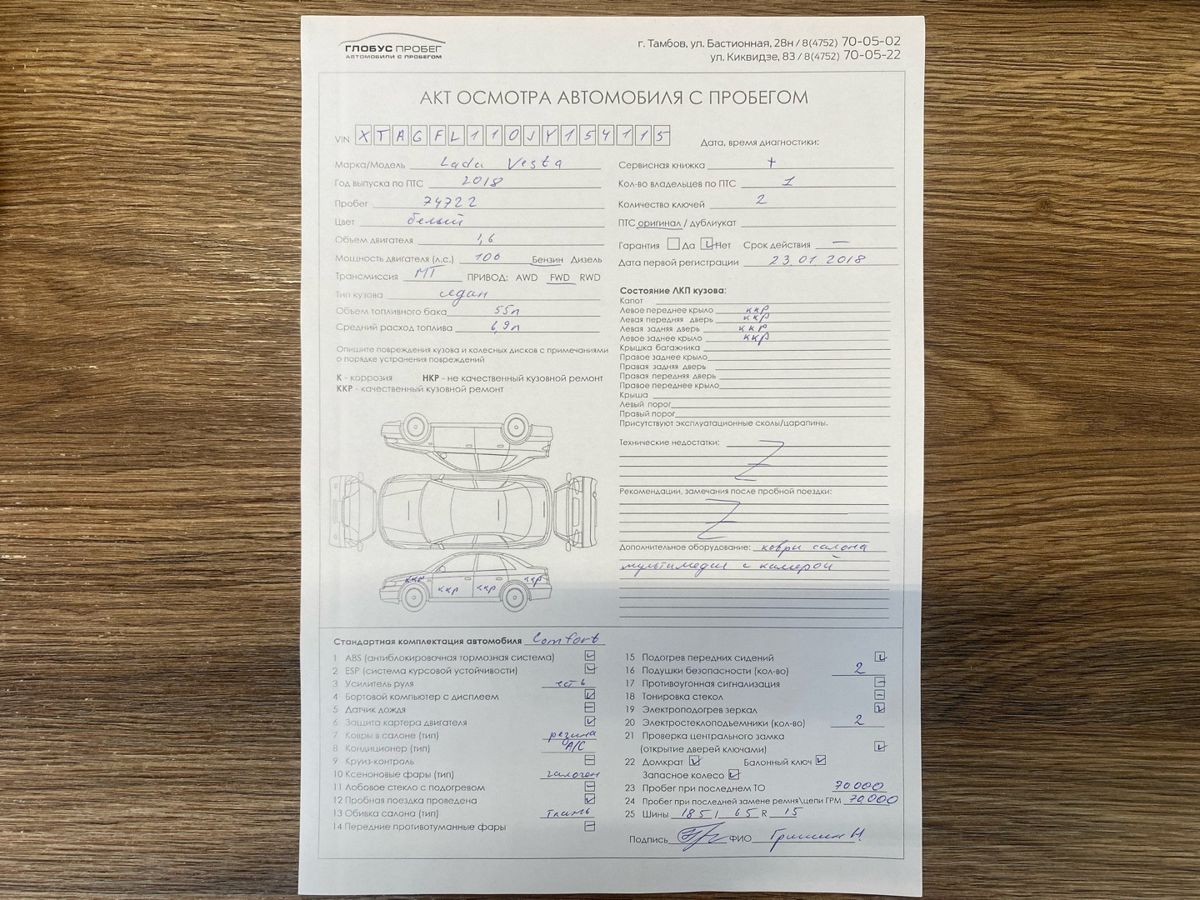 ГЛОБУС ПРОБЕГ
АВТОМОБИЛИ С ПРОБЕГОМ
г. Тамбов, ул. Бастионная, 28н / 8(4752) 70-05-02
ул. Киквидзе, 83 / 8(4752) 70-05-22
АКТ ОСМОТРА АВТОМОБИЛЯ С ПРОБЕГОМ
VIN XTAGFL110JY154115
Дата, время диагностики:
Марка/Модель Lada Vesta
Год выпуска по ПТС 2018
Пробег 74722
Цвет белый
Объем двигателя 1,6
Мощность двигателя (л.с.) 106 Бензин Дизель
Трансмиссия МТ ПРИВОД: AWD FWD RWD
Тип кузова седан
Объем топливного бака 55л
Средний расход топлива 6,9л
Сервисная книжка +
Кол-во владельцев по ПТС 1
Количество ключей 2
ПТС оригинал / дубликат
Гарантия Да Нет Срок действия —
Дата первой регистрации 23.01.2018
Опишите повреждения кузова и колесных дисков с примечаниями
о порядке устранения повреждений
К - коррозия НКР - не качественный кузовной ремонт
ККР - качественный кузовной ремонт
Состояние ЛКП кузова:
Капот
Левое переднее крыло ккр
Левая передняя дверь ккр
Левая задняя дверь ккр
Левое заднее крыло ккр
Крышка багажника
Правое заднее крыло
Правая задняя дверь
Правая передняя дверь
Правое переднее крыло
Крыша
Левый порог
Правый порог
Присутствуют эксплуатационные сколы/царапины.
Технические недостатки:
Рекомендации, замечания после пробной поездки:
Дополнительное оборудование: ковры салона
мультимедия с камерой
ккр ккр ккр ккр
Стандартная комплектация автомобиля Comfort
1 ABS (антиблокировочная тормозная система)
2 ESP (система курсовой устойчивости)
3 Усилитель руля есть
4 Бортовой компьютер с дисплеем
5 Датчик дождя
6 Защита картера двигателя
7 Ковры в салоне (тип) резина
8 Кондиционер (тип) A/C
9 Круиз-контроль
10 Ксеноновые фары (тип) галоген
11 Лобовое стекло с подогревом
12 Пробная поездка проведена
13 Обивка салона (тип) ткань
14 Передние противотуманные фары
15 Подогрев передних сидений
16 Подушки безопасности (кол-во) 2
17 Противоугонная сигнализация
18 Тонировка стекол
19 Электроподогрев зеркал
20 Электростеклоподъемники (кол-во) 2
21 Проверка центрального замка
(открытие дверей ключами)
22 Домкрат Балонный ключ
Запасное колесо
23 Пробег при последнем ТО 70.000
24 Пробег при последней замене ремня\цепи ГРМ 70.000
25 Шины 185 / 65 R 15
Подпись ФИО Гришин Н.